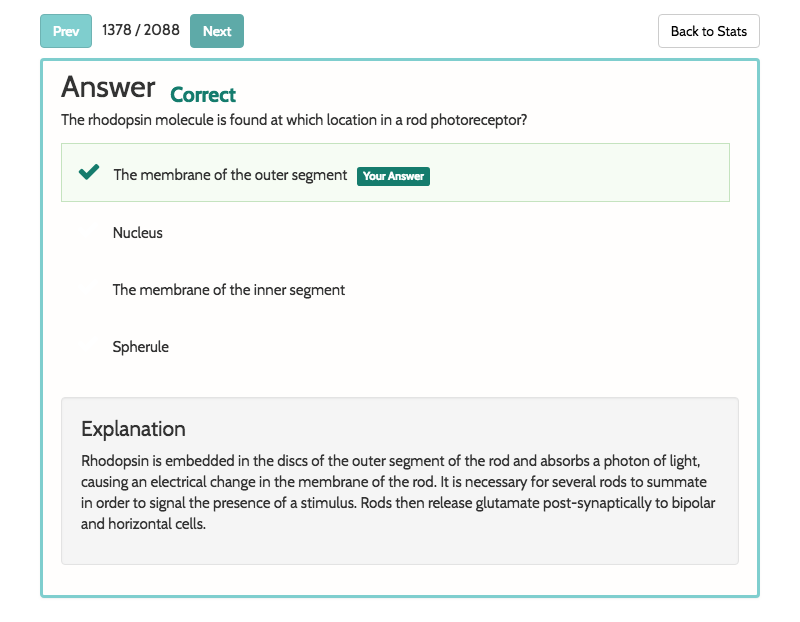 Prev 1378 / 2088 Next Back to Stats
Answer Correct
The rhodopsin molecule is found at which location in a rod photoreceptor?
The membrane of the outer segment Your Answer
Nucleus
The membrane of the inner segment
Spherule
Explanation
Rhodopsin is embedded in the discs of the outer segment of the rod and absorbs a photon of light,
causing an electrical change in the membrane of the rod. It is necessary for several rods to summate
in order to signal the presence of a stimulus. Rods then release glutamate post-synaptically to bipolar
and horizontal cells.